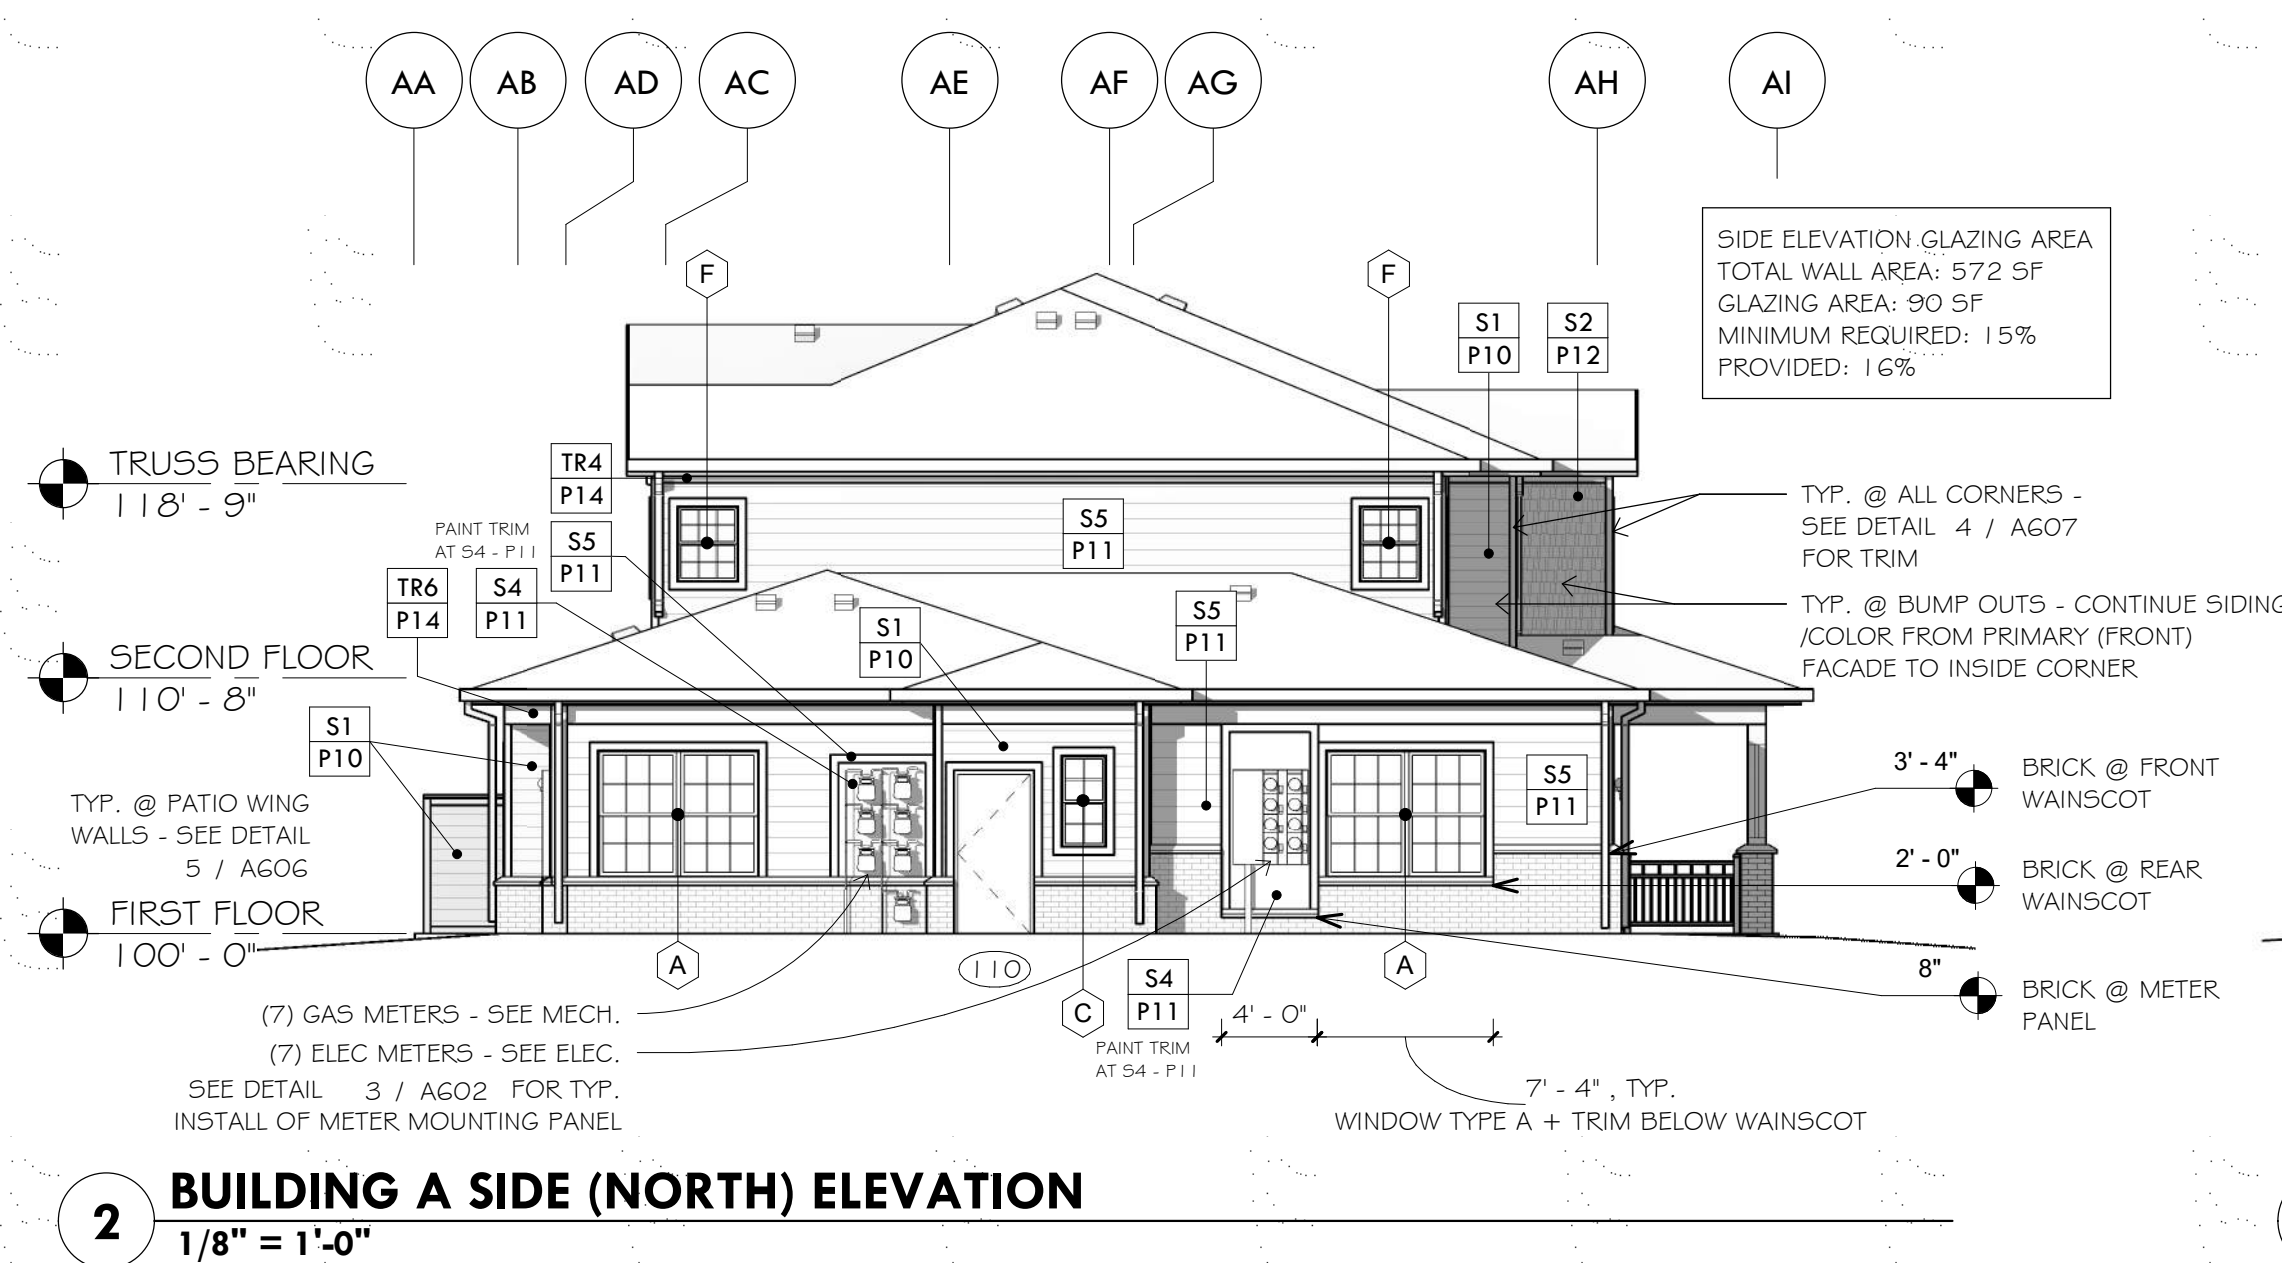 AA
AB
AD
AC
AE
AF
AG
AH
AI
SIDE ELEVATION GLAZING AREA
TOTAL WALL AREA: 572 SF
GLAZING AREA: 90 SF
MINIMUM REQUIRED: 15%
PROVIDED: 16%
F
F
S1
P10
S2
P12
TRUSS BEARING
118' - 9"
TR4
P14
PAINT TRIM
AT S4 - P11
S5
P11
S5
P11
TYP. @ ALL CORNERS -
SEE DETAIL 4 / A607
FOR TRIM
TR6
P14
S4
P11
S1
P10
S5
P11
TYP. @ BUMP OUTS - CONTINUE SIDING
/COLOR FROM PRIMARY (FRONT)
FACADE TO INSIDE CORNER
SECOND FLOOR
110' - 8"
S1
P10
TYP. @ PATIO WING
WALLS - SEE DETAIL
5 / A606
S5
P11
3' - 4"
BRICK @ FRONT
WAINSCOT
2' - 0"
BRICK @ REAR
WAINSCOT
FIRST FLOOR
100' - 0"
A
110
C
S4
P11
A
8"
BRICK @ METER
PANEL
(7) GAS METERS - SEE MECH.
(7) ELEC METERS - SEE ELEC.
SEE DETAIL 3 / A602 FOR TYP.
INSTALL OF METER MOUNTING PANEL
PAINT TRIM
AT S4 - P11
4' - 0"
7' - 4" , TYP.
WINDOW TYPE A + TRIM BELOW WAINSCOT
2
BUILDING A SIDE (NORTH) ELEVATION
1/8" = 1'-0"